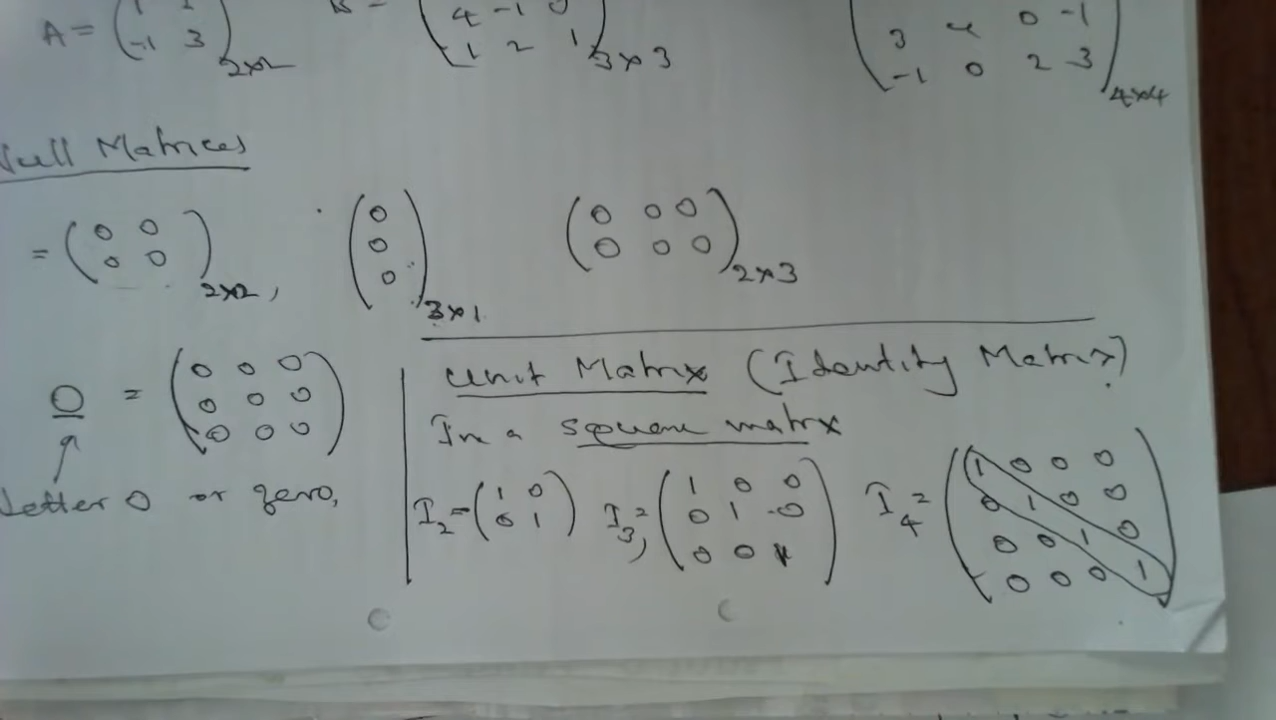 A = ( -1 3 ) 2x2 ( 4 -1 0 1 2 1 ) 3x3 ( 3 4 0 -1 -1 0 2 3 ) 4x4
Null Matrices
= ( 0 0 0 0 ) 2x2 , ( 0 0 0 ) 3x1 ( 0 0 0 0 0 0 ) 2x3
O = ( 0 0 0 0 0 0 0 0 0 )
Letter O or zero,
Unit Matrix (Identity Matrix)
In a square matrix
I2 = ( 1 0 0 1 ) I3, = ( 1 0 0 0 1 0 0 0 1 ) I4 = ( 1 0 0 0 0 1 0 0 0 0 1 0 0 0 0 1 )